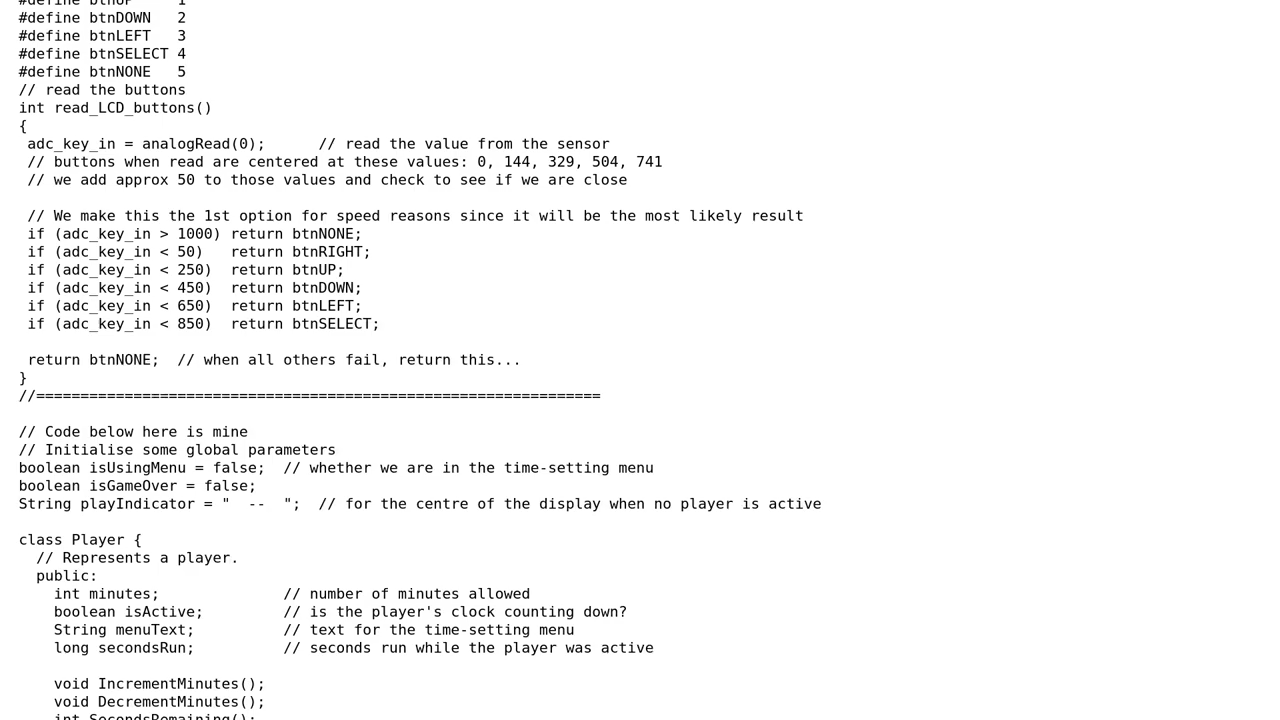 #define btnUP     1
#define btnDOWN   2
#define btnLEFT   3
#define btnSELECT 4
#define btnNONE   5
// read the buttons
int read_LCD_buttons()
{
 adc_key_in = analogRead(0);      // read the value from the sensor
 // buttons when read are centered at these values: 0, 144, 329, 504, 741
 // we add approx 50 to those values and check to see if we are close

 // We make this the 1st option for speed reasons since it will be the most likely result
 if (adc_key_in > 1000) return btnNONE;
 if (adc_key_in < 50)   return btnRIGHT;
 if (adc_key_in < 250)  return btnUP;
 if (adc_key_in < 450)  return btnDOWN;
 if (adc_key_in < 650)  return btnLEFT;
 if (adc_key_in < 850)  return btnSELECT;

 return btnNONE;  // when all others fail, return this...
}
//================================================================

// Code below here is mine
// Initialise some global parameters
boolean isUsingMenu = false;  // whether we are in the time-setting menu
boolean isGameOver = false;
String playIndicator = "  --  ";  // for the centre of the display when no player is active

class Player {
  // Represents a player.
  public:
    int minutes;              // number of minutes allowed
    boolean isActive;         // is the player's clock counting down?
    String menuText;          // text for the time-setting menu
    long secondsRun;          // seconds run while the player was active

    void IncrementMinutes();
    void DecrementMinutes();
    int SecondsRemaining();